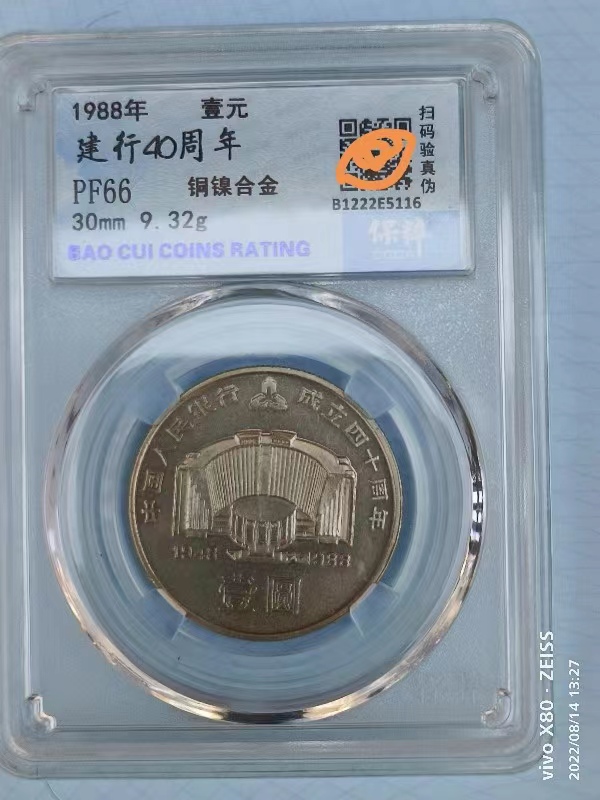 1988年 壹元
建行40周年
PF66 铜镍合金
30mm 9.32g
BAO CUI COINS RATING
扫码验真伪
B1222E5116
保粹
中国人民银行 成立四十周年
1948 1988
壹圆
vivo X80 · ZEISS
2022/08/14 13:27